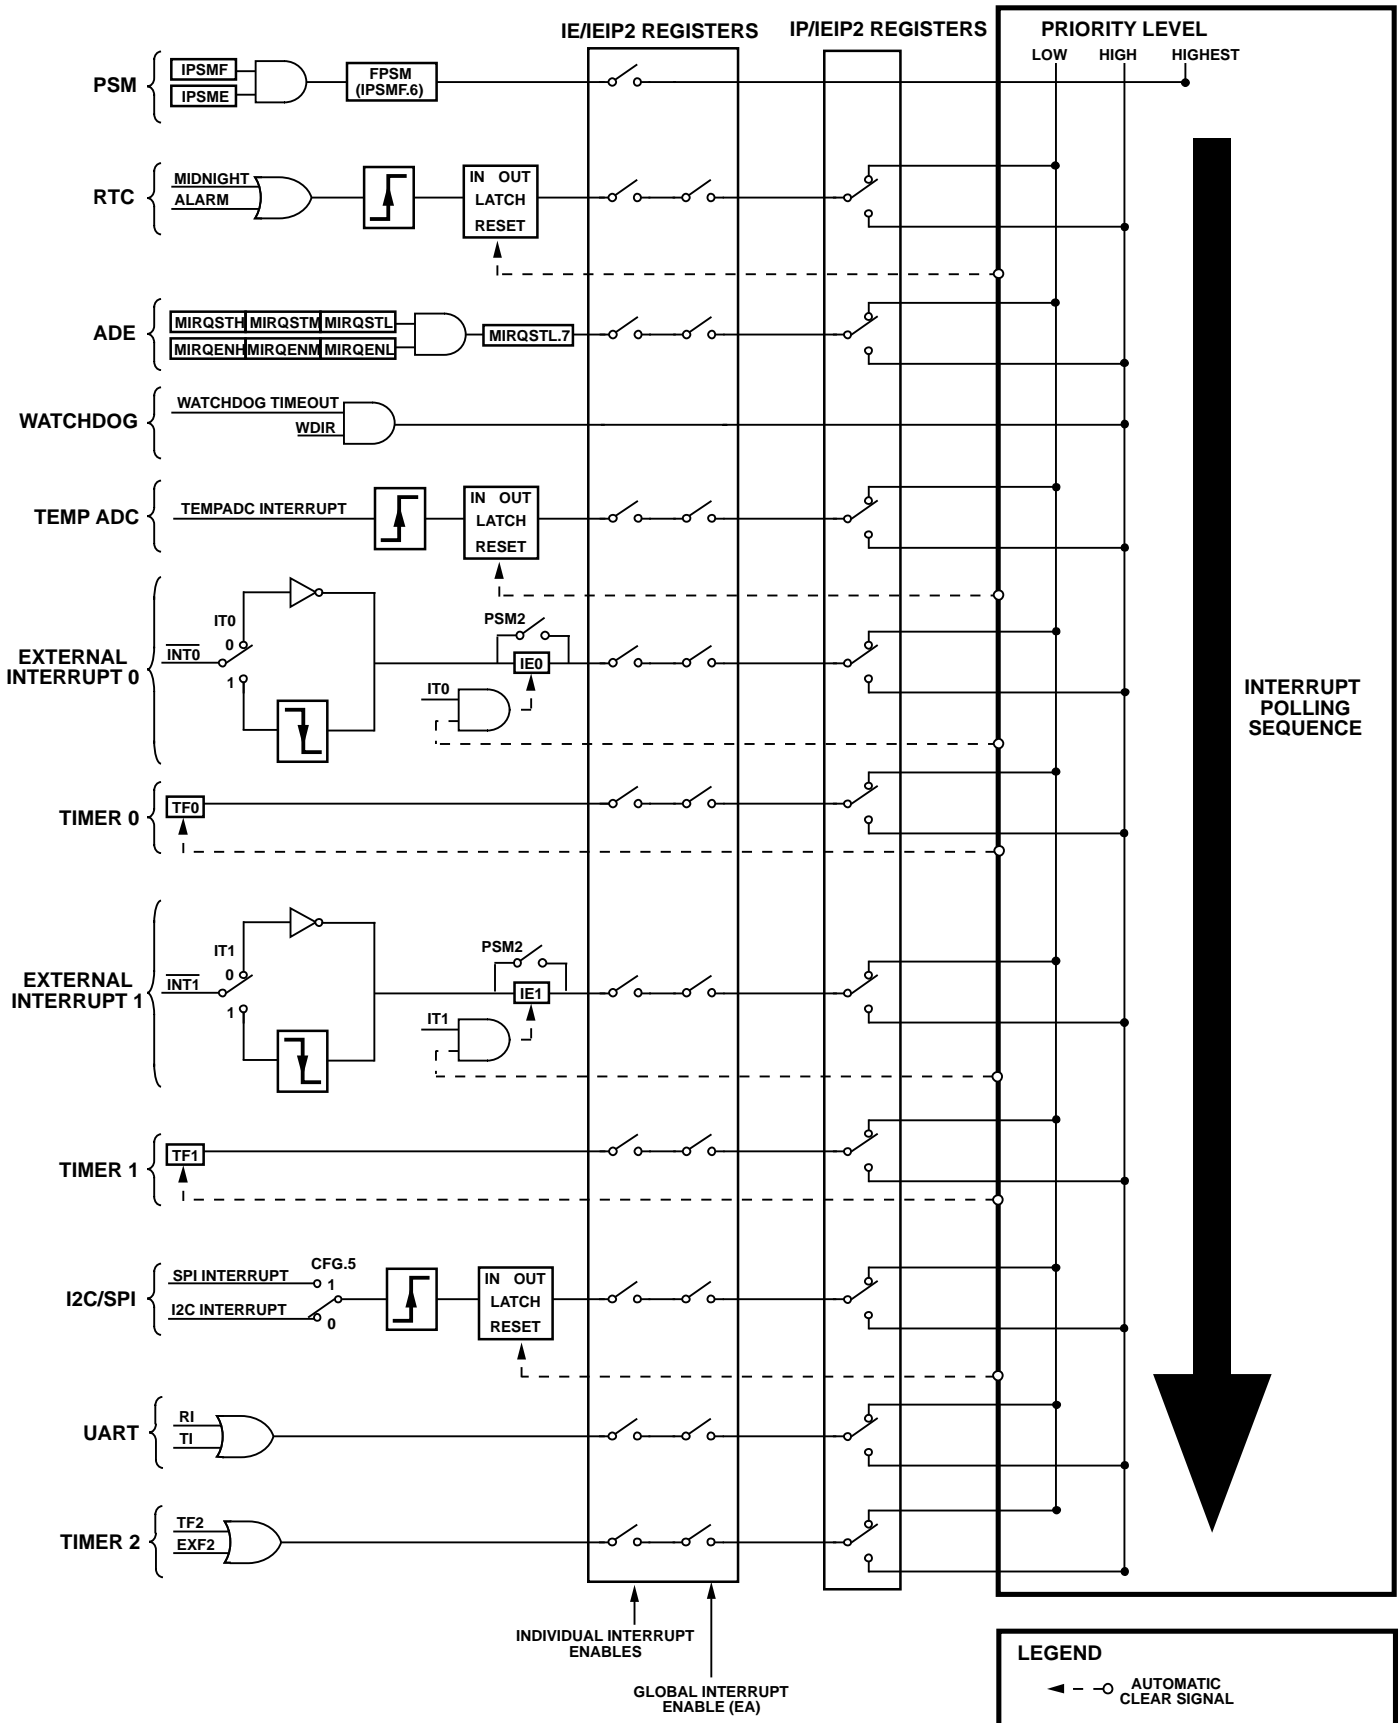 IE/IEIP2 REGISTERS
IP/IEIP2 REGISTERS
PRIORITY LEVEL
LOW
HIGH
HIGHEST
PSM
IPSMF
IPSME
FPSM
(IPSMF.6)
RTC
MIDNIGHT
ALARM
IN OUT
LATCH
RESET
ADE
MIRQSTH
MIRQSTM
MIRQSTL
MIRQENH
MIRQENM
MIRQENL
MIRQSTL.7
WATCHDOG
WATCHDOG TIMEOUT
WDIR
TEMP ADC
TEMPADC INTERRUPT
IN OUT
LATCH
RESET
EXTERNAL
INTERRUPT 0
INT0
IT0
0
1
PSM2
IE0
IT0
INTERRUPT
POLLING
SEQUENCE
TIMER 0
TF0
EXTERNAL
INTERRUPT 1
INT1
IT1
0
1
PSM2
IE1
IT1
TIMER 1
TF1
I2C/SPI
SPI INTERRUPT
I2C INTERRUPT
CFG.5
1
0
IN OUT
LATCH
RESET
UART
RI
TI
TIMER 2
TF2
EXF2
INDIVIDUAL INTERRUPT
ENABLES
GLOBAL INTERRUPT
ENABLE (EA)
LEGEND
AUTOMATIC
CLEAR SIGNAL